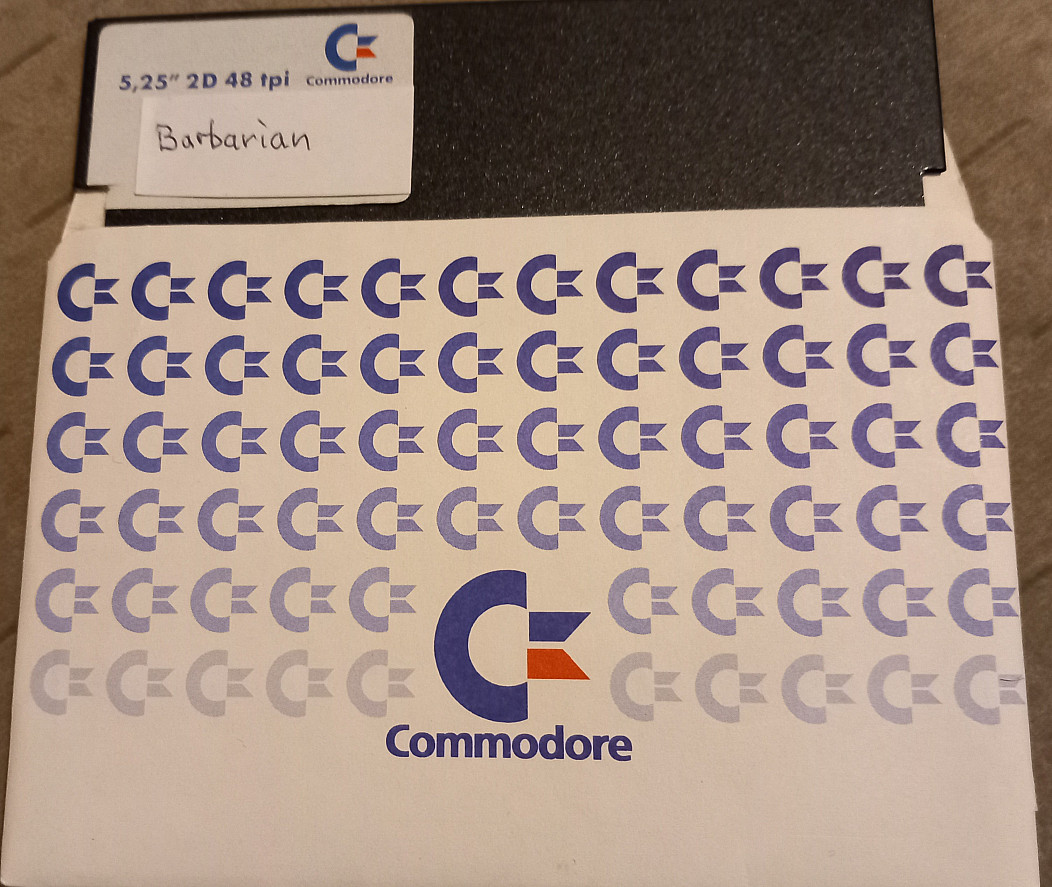 5,25" 2D 48 tpi Commodore
Barbarian
Commodore